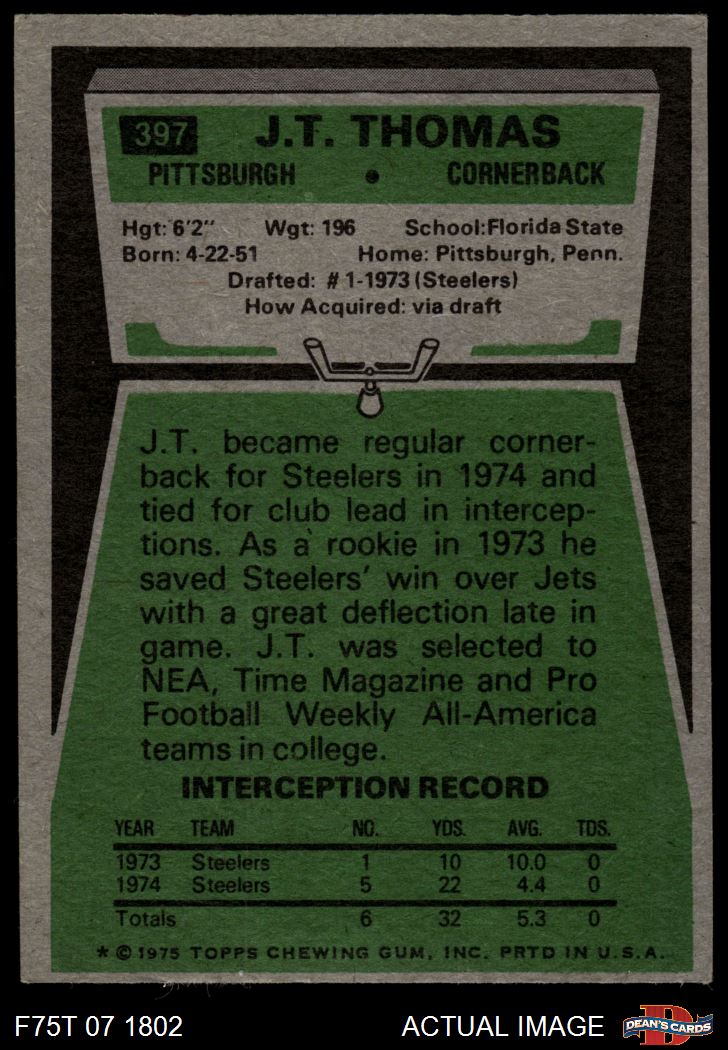 397 J.T. THOMAS
PITTSBURGH • CORNERBACK
Hgt: 6'2" Wgt: 196 School:Florida State
Born: 4-22-51 Home: Pittsburgh, Penn.
Drafted: #1-1973 (Steelers)
How Acquired: via draft
J.T. became regular corner-
back for Steelers in 1974 and
tied for club lead in intercep-
tions. As a rookie in 1973 he
saved Steelers' win over Jets
with a great deflection late in
game. J.T. was selected to
NEA, Time Magazine and Pro
Football Weekly All-America
teams in college.
INTERCEPTION RECORD
YEAR TEAM NO. YDS. AVG. TDS.
1973 Steelers 1 10 10.0 0
1974 Steelers 5 22 4.4 0
Totals 6 32 5.3 0
* © 1975 TOPPS CHEWING GUM, INC. PRTD IN U.S.A.
F75T 07 1802 ACTUAL IMAGE D DEAN'S CARDS